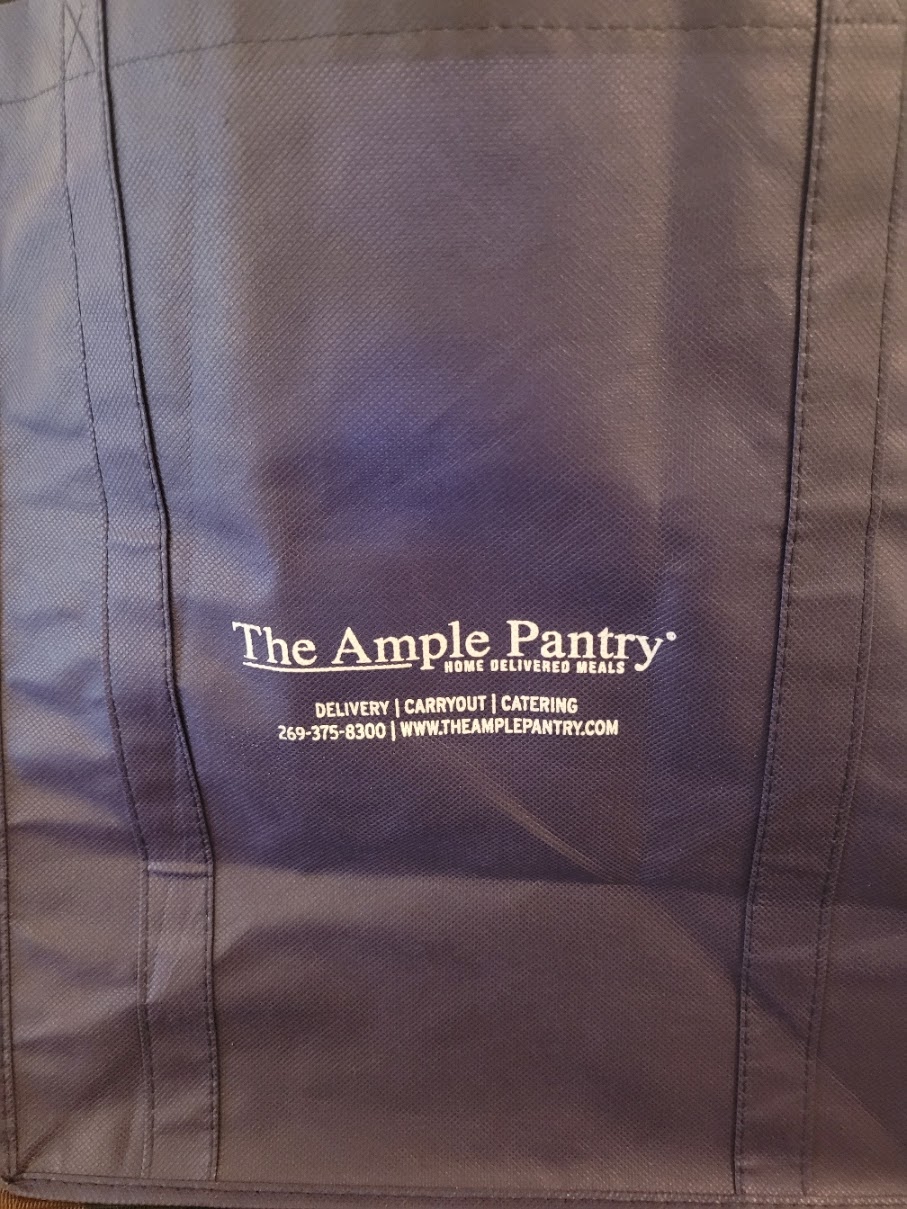 The Ample Pantry®
HOME DELIVERED MEALS
DELIVERY | CARRYOUT | CATERING
269-375-8300 | WWW.THEAMPLEPANTRY.COM